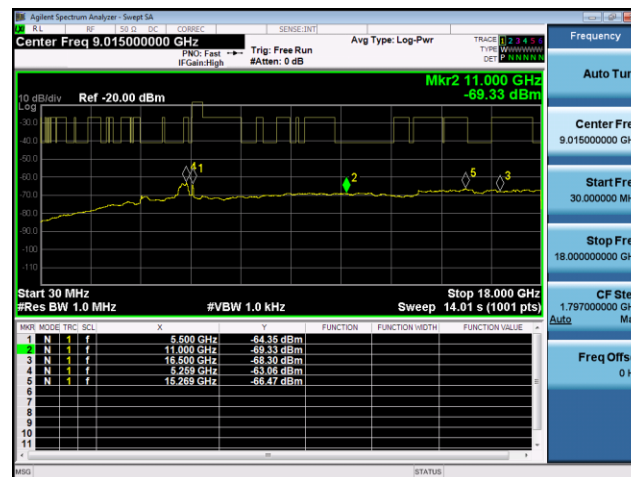 Agilent Spectrum Analyzer - Swept SA
RL RF 50 Ω DC CORREC SENSE:INT
Center Freq 9.015000000 GHz
PNO: Fast
IFGain:High
Trig: Free Run
#Atten: 0 dB
Avg Type: Log-Pwr
TRACE 1 2 3 4 5 6
TYPE
DET P N N N N N
Mkr2 11.000 GHz
-69.33 dBm
10 dB/div Ref -20.00 dBm
Log
-30.0
-50.0
-60.0
-70.0
-80.0
-90.0
-100
-110
1
2
5
3
Start 30 MHz Stop 18.000 GHz
#Res BW 1.0 MHz #VBW 1.0 kHz Sweep 14.01 s (1001 pts)
MKR MODE TRC SCL X Y FUNCTION FUNCTION WIDTH FUNCTION VALUE
1 N 1 f 5.500 GHz -64.35 dBm
2 N 1 f 11.000 GHz -69.33 dBm
3 N 1 f 16.500 GHz -68.30 dBm
4 N 1 f 5.259 GHz -63.06 dBm
5 N 1 f 15.269 GHz -66.47 dBm
6
7
8
9
10
11
MSG STATUS
Frequency
Auto Tun
Center Fre
9.015000000 GH
Start Fre
30.000000 MH
Stop Fre
18.000000000 GH
CF Ste
1.797000000 GH
Auto Ma
Freq Offs
0 H